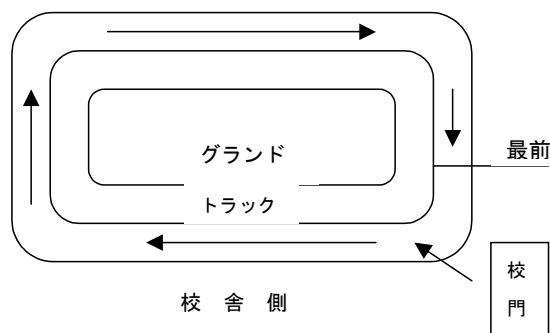 グランド
最前
トラック
校門
校 舎 側